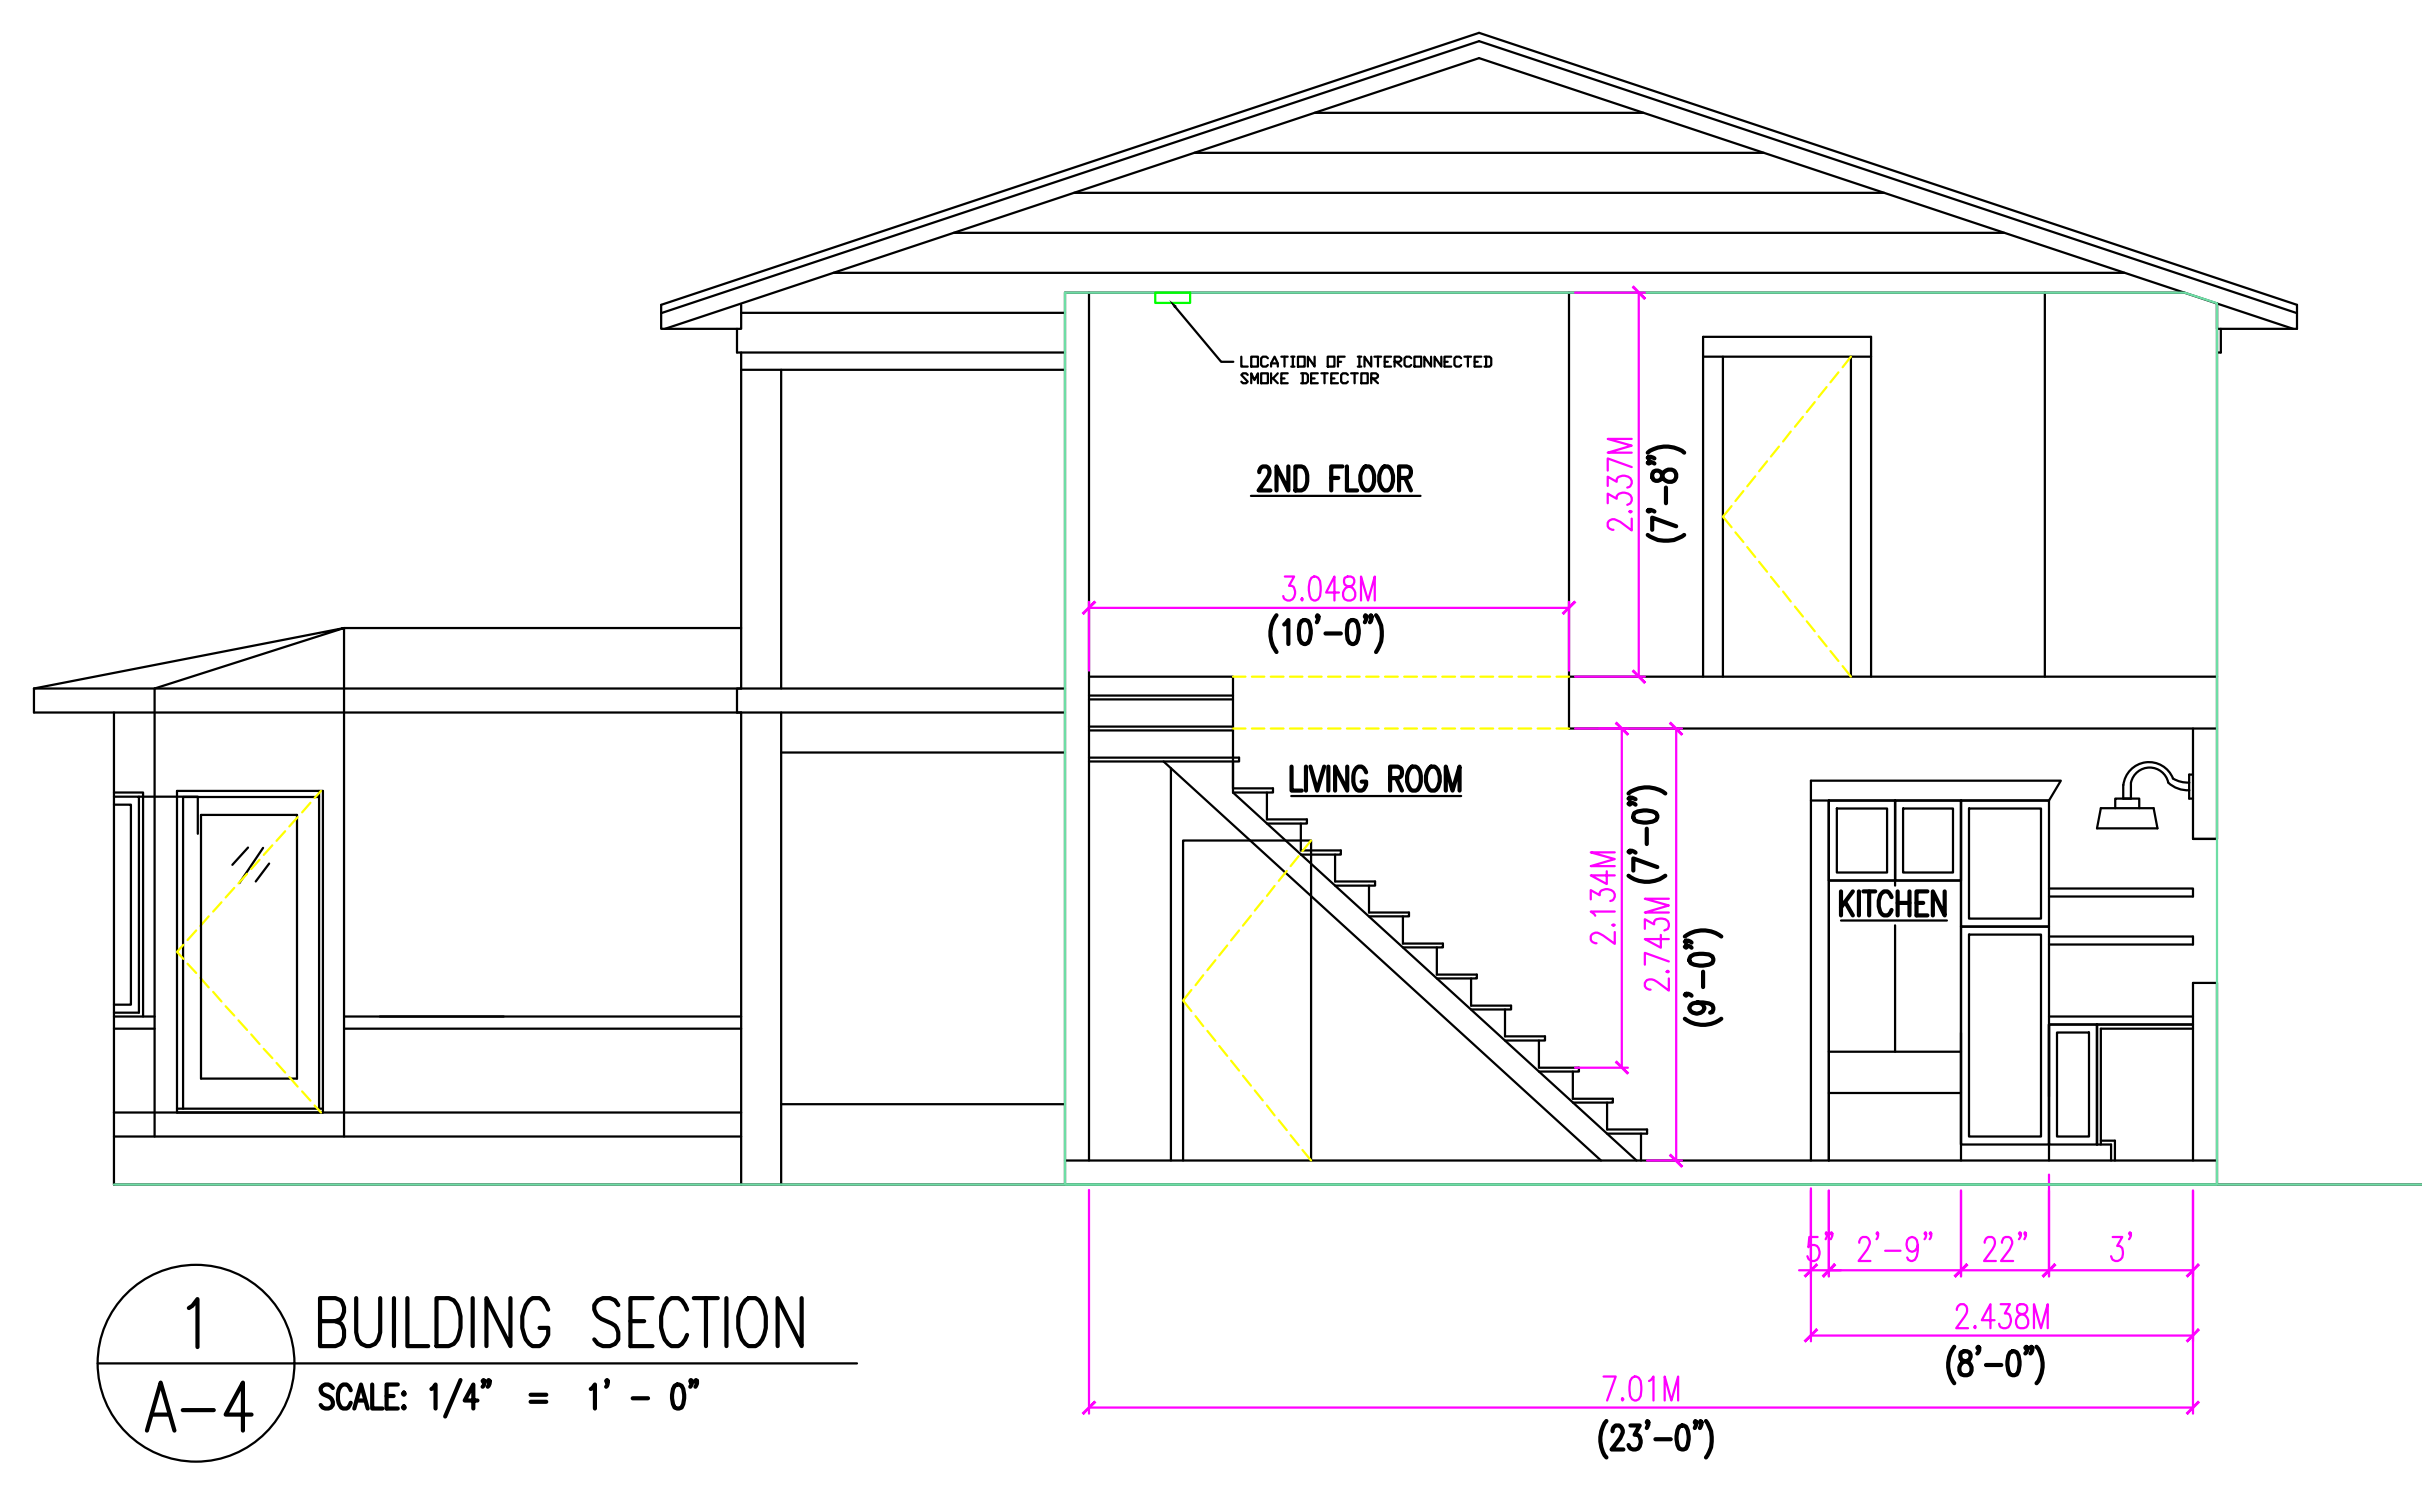 LOCATION OF INTERCONNECTED
SMOKE DETECTOR
2ND FLOOR
2.337M
(7'-8")
3.048M
(10'-0")
LIVING ROOM
2.134M
(7'-0")
2.743M
(9'-0")
KITCHEN
5" 2'-9" 22" 3'
2.438M
(8'-0")
7.01M
(23'-0")
1
A-4
BUILDING SECTION
SCALE: 1/4" = 1' - 0"